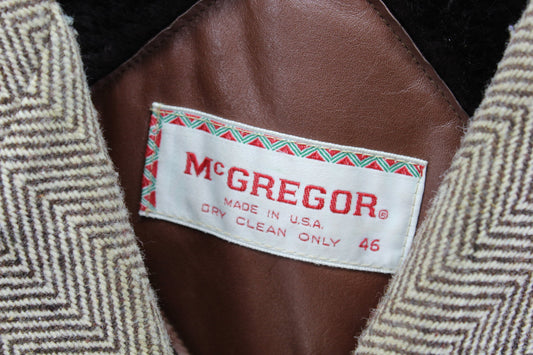 McGREGOR®
MADE IN U.S.A.
DRY CLEAN ONLY 46